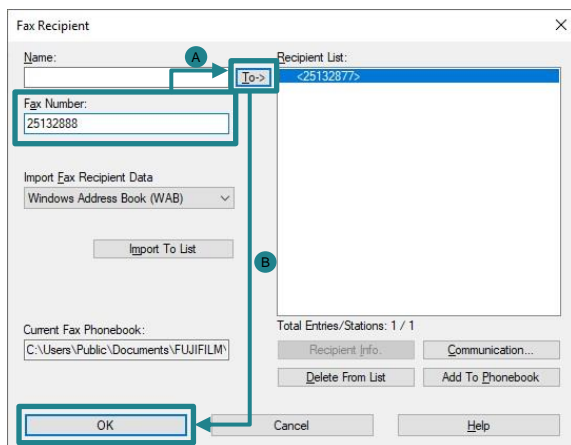 Fax Recipient
Name:
A
To->
Recipient List:
<25132877>
Fax Number:
25132888
Import Fax Recipient Data
Windows Address Book (WAB)
Import To List
B
Current Fax Phonebook:
C:\Users\Public\Documents\FUJIFILM\
Total Entries/Stations: 1 / 1
Recipient Info.
Communication...
Delete From List
Add To Phonebook
OK
Cancel
Help